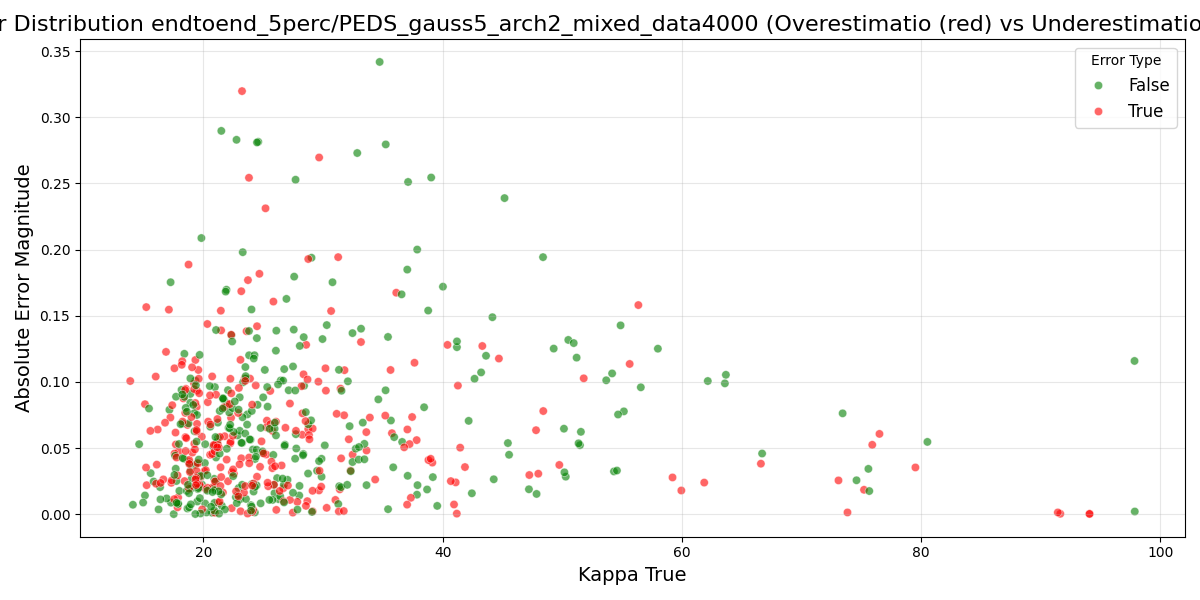 r Distribution endtoend_5perc/PEDS_gauss5_arch2_mixed_data4000 (Overestimatio (red) vs Underestimatio
Error Type
False
True
Absolute Error Magnitude
0.35
0.30
0.25
0.20
0.15
0.10
0.05
0.00
20 40 60 80 100
Kappa True